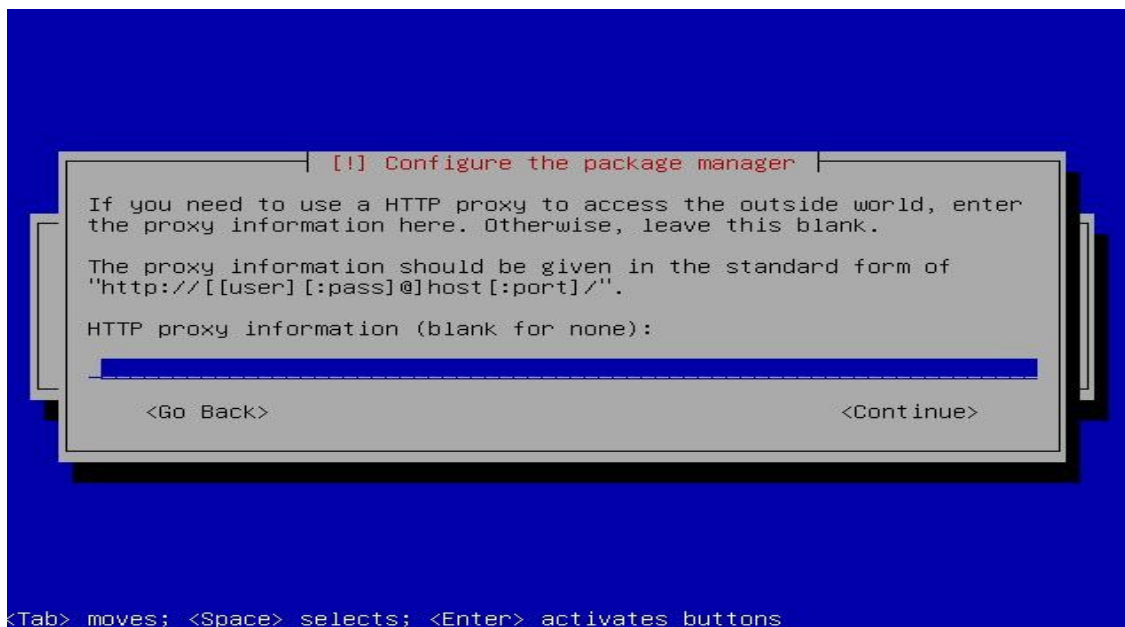 [!] Configure the package manager
If you need to use a HTTP proxy to access the outside world, enter
the proxy information here. Otherwise, leave this blank.
The proxy information should be given in the standard form of
"http://[[user][:pass]@]host[:port]/".
HTTP proxy information (blank for none):
<Go Back> <Continue>
<Tab> moves; <Space> selects; <Enter> activates buttons